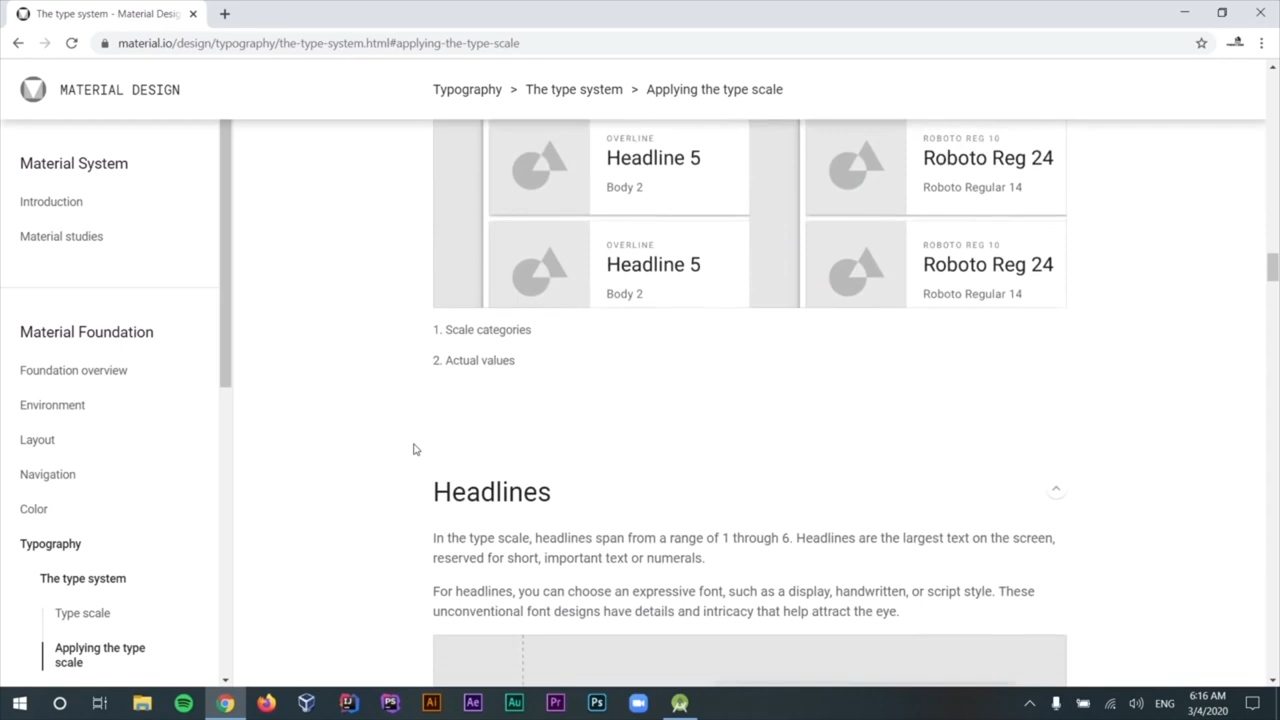 The type system - Material Desig
material.io/design/typography/the-type-system.html#applying-the-type-scale
MATERIAL DESIGN
Typography > The type system > Applying the type scale
Material System
Introduction
Material studies
Material Foundation
Foundation overview
Environment
Layout
Navigation
Color
Typography
The type system
Type scale
Applying the type
scale
OVERLINE
Headline 5
Body 2
ROBOTO REG 10
Roboto Reg 24
Roboto Regular 14
OVERLINE
Headline 5
Body 2
ROBOTO REG 10
Roboto Reg 24
Roboto Regular 14
1. Scale categories
2. Actual values
Headlines
In the type scale, headlines span from a range of 1 through 6. Headlines are the largest text on the screen,
reserved for short, important text or numerals.
For headlines, you can choose an expressive font, such as a display, handwritten, or script style. These
unconventional font designs have details and intricacy that help attract the eye.
PS
Ai
Ae
Au
Pr
Ps
ENG
6:16 AM
3/4/2020